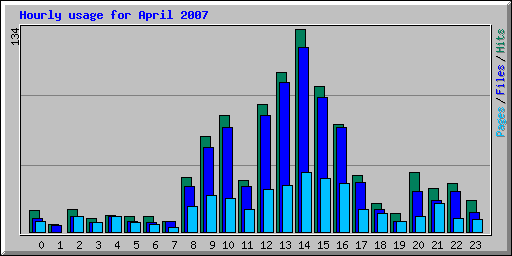 Hourly usage for April 2007
134
Pages / Files / Hits
0 1 2 3 4 5 6 7 8 9 10 11 12 13 14 15 16 17 18 19 20 21 22 23